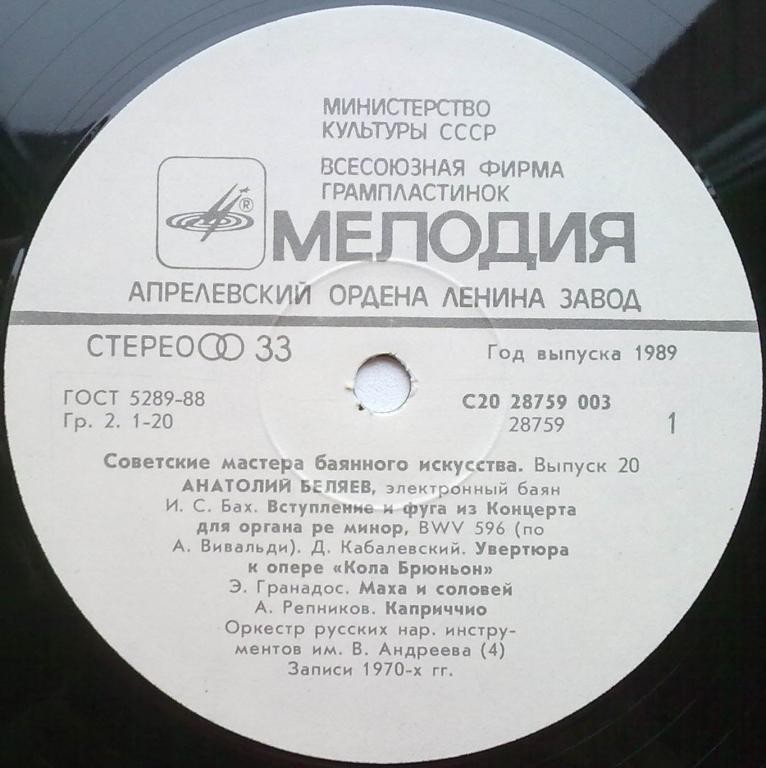 МИНИСТЕРСТВО
КУЛЬТУРЫ СССР
ВСЕСОЮЗНАЯ ФИРМА
ГРАМПЛАСТИНОК
® МЕЛОДИЯ
АПРЕЛЕВСКИЙ ОРДЕНА ЛЕНИНА ЗАВОД
СТЕРЕО 33 Год выпуска 1989
ГОСТ 5289-88 С20 28759 003
Гр. 2. 1-20 28759 1
Советские мастера баянного искусства. Выпуск 20
АНАТОЛИЙ БЕЛЯЕВ, электронный баян
И. С. Бах. Вступление и фуга из Концерта
для органа ре минор, BWV 596 (по
А. Вивальди). Д. Кабалевский. Увертюра
к опере «Кола Брюньон»
Э. Гранадос. Маха и соловей
А. Репников. Каприччио
Оркестр русских нар. инстру-
ментов им. В. Андреева (4)
Записи 1970-х гг.